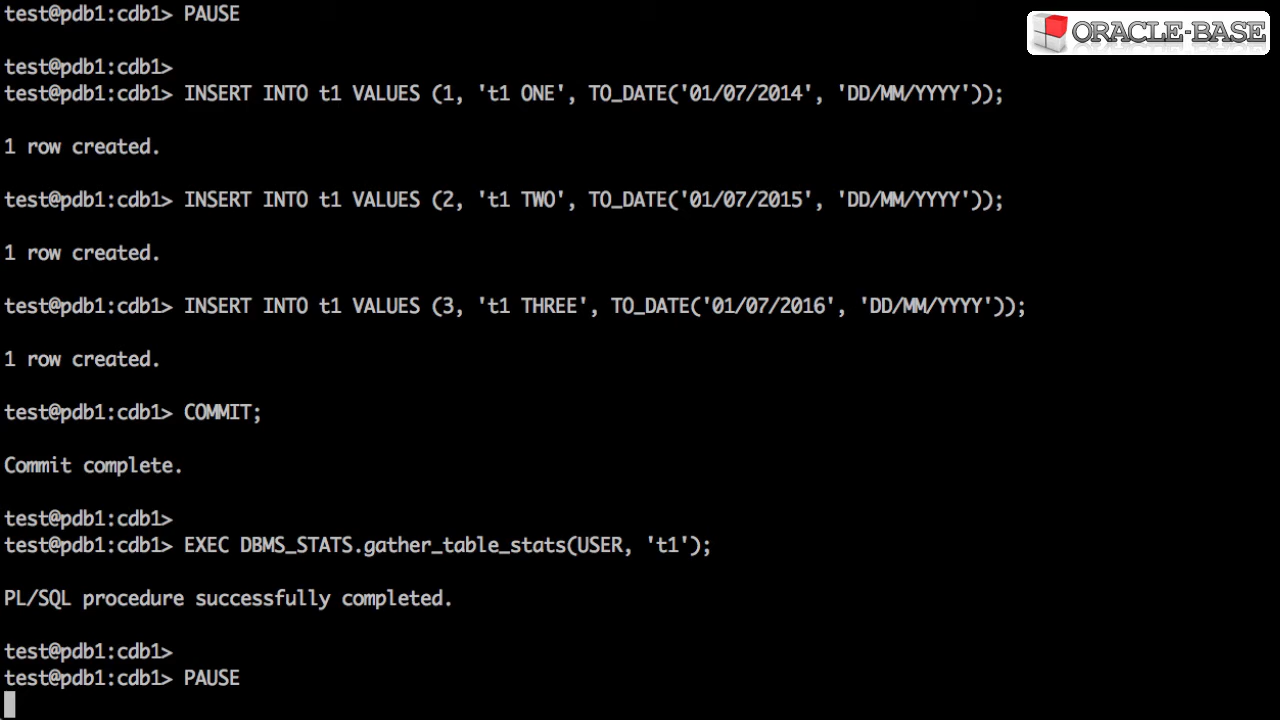 test@pdb1:cdb1> PAUSE
ORACLE-BASE
test@pdb1:cdb1>
test@pdb1:cdb1> INSERT INTO t1 VALUES (1, 't1 ONE', TO_DATE('01/07/2014', 'DD/MM/YYYY'));
1 row created.
test@pdb1:cdb1> INSERT INTO t1 VALUES (2, 't1 TWO', TO_DATE('01/07/2015', 'DD/MM/YYYY'));
1 row created.
test@pdb1:cdb1> INSERT INTO t1 VALUES (3, 't1 THREE', TO_DATE('01/07/2016', 'DD/MM/YYYY'));
1 row created.
test@pdb1:cdb1> COMMIT;
Commit complete.
test@pdb1:cdb1>
test@pdb1:cdb1> EXEC DBMS_STATS.gather_table_stats(USER, 't1');
PL/SQL procedure successfully completed.
test@pdb1:cdb1>
test@pdb1:cdb1> PAUSE